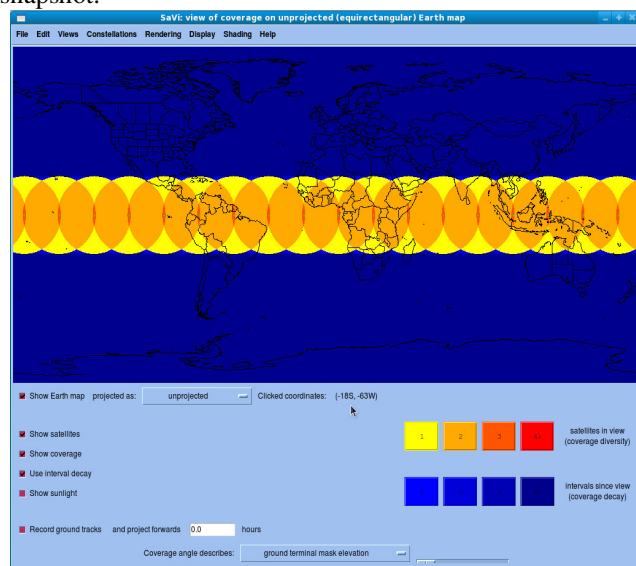 snapshot.
SaVi: view of coverage on unprojected (equirectangular) Earth map
File Edit Views Constellations Rendering Display Shading Help
Show Earth map projected as: unprojected Clicked coordinates: (-18S, -63W)
Show satellites
Show coverage
Use interval decay
Show sunlight
1 2 3
satellites in view
(coverage diversity)
intervals since view
(coverage decay)
Record ground tracks and project forwards 0.0 hours
Coverage angle describes: ground terminal mask elevation